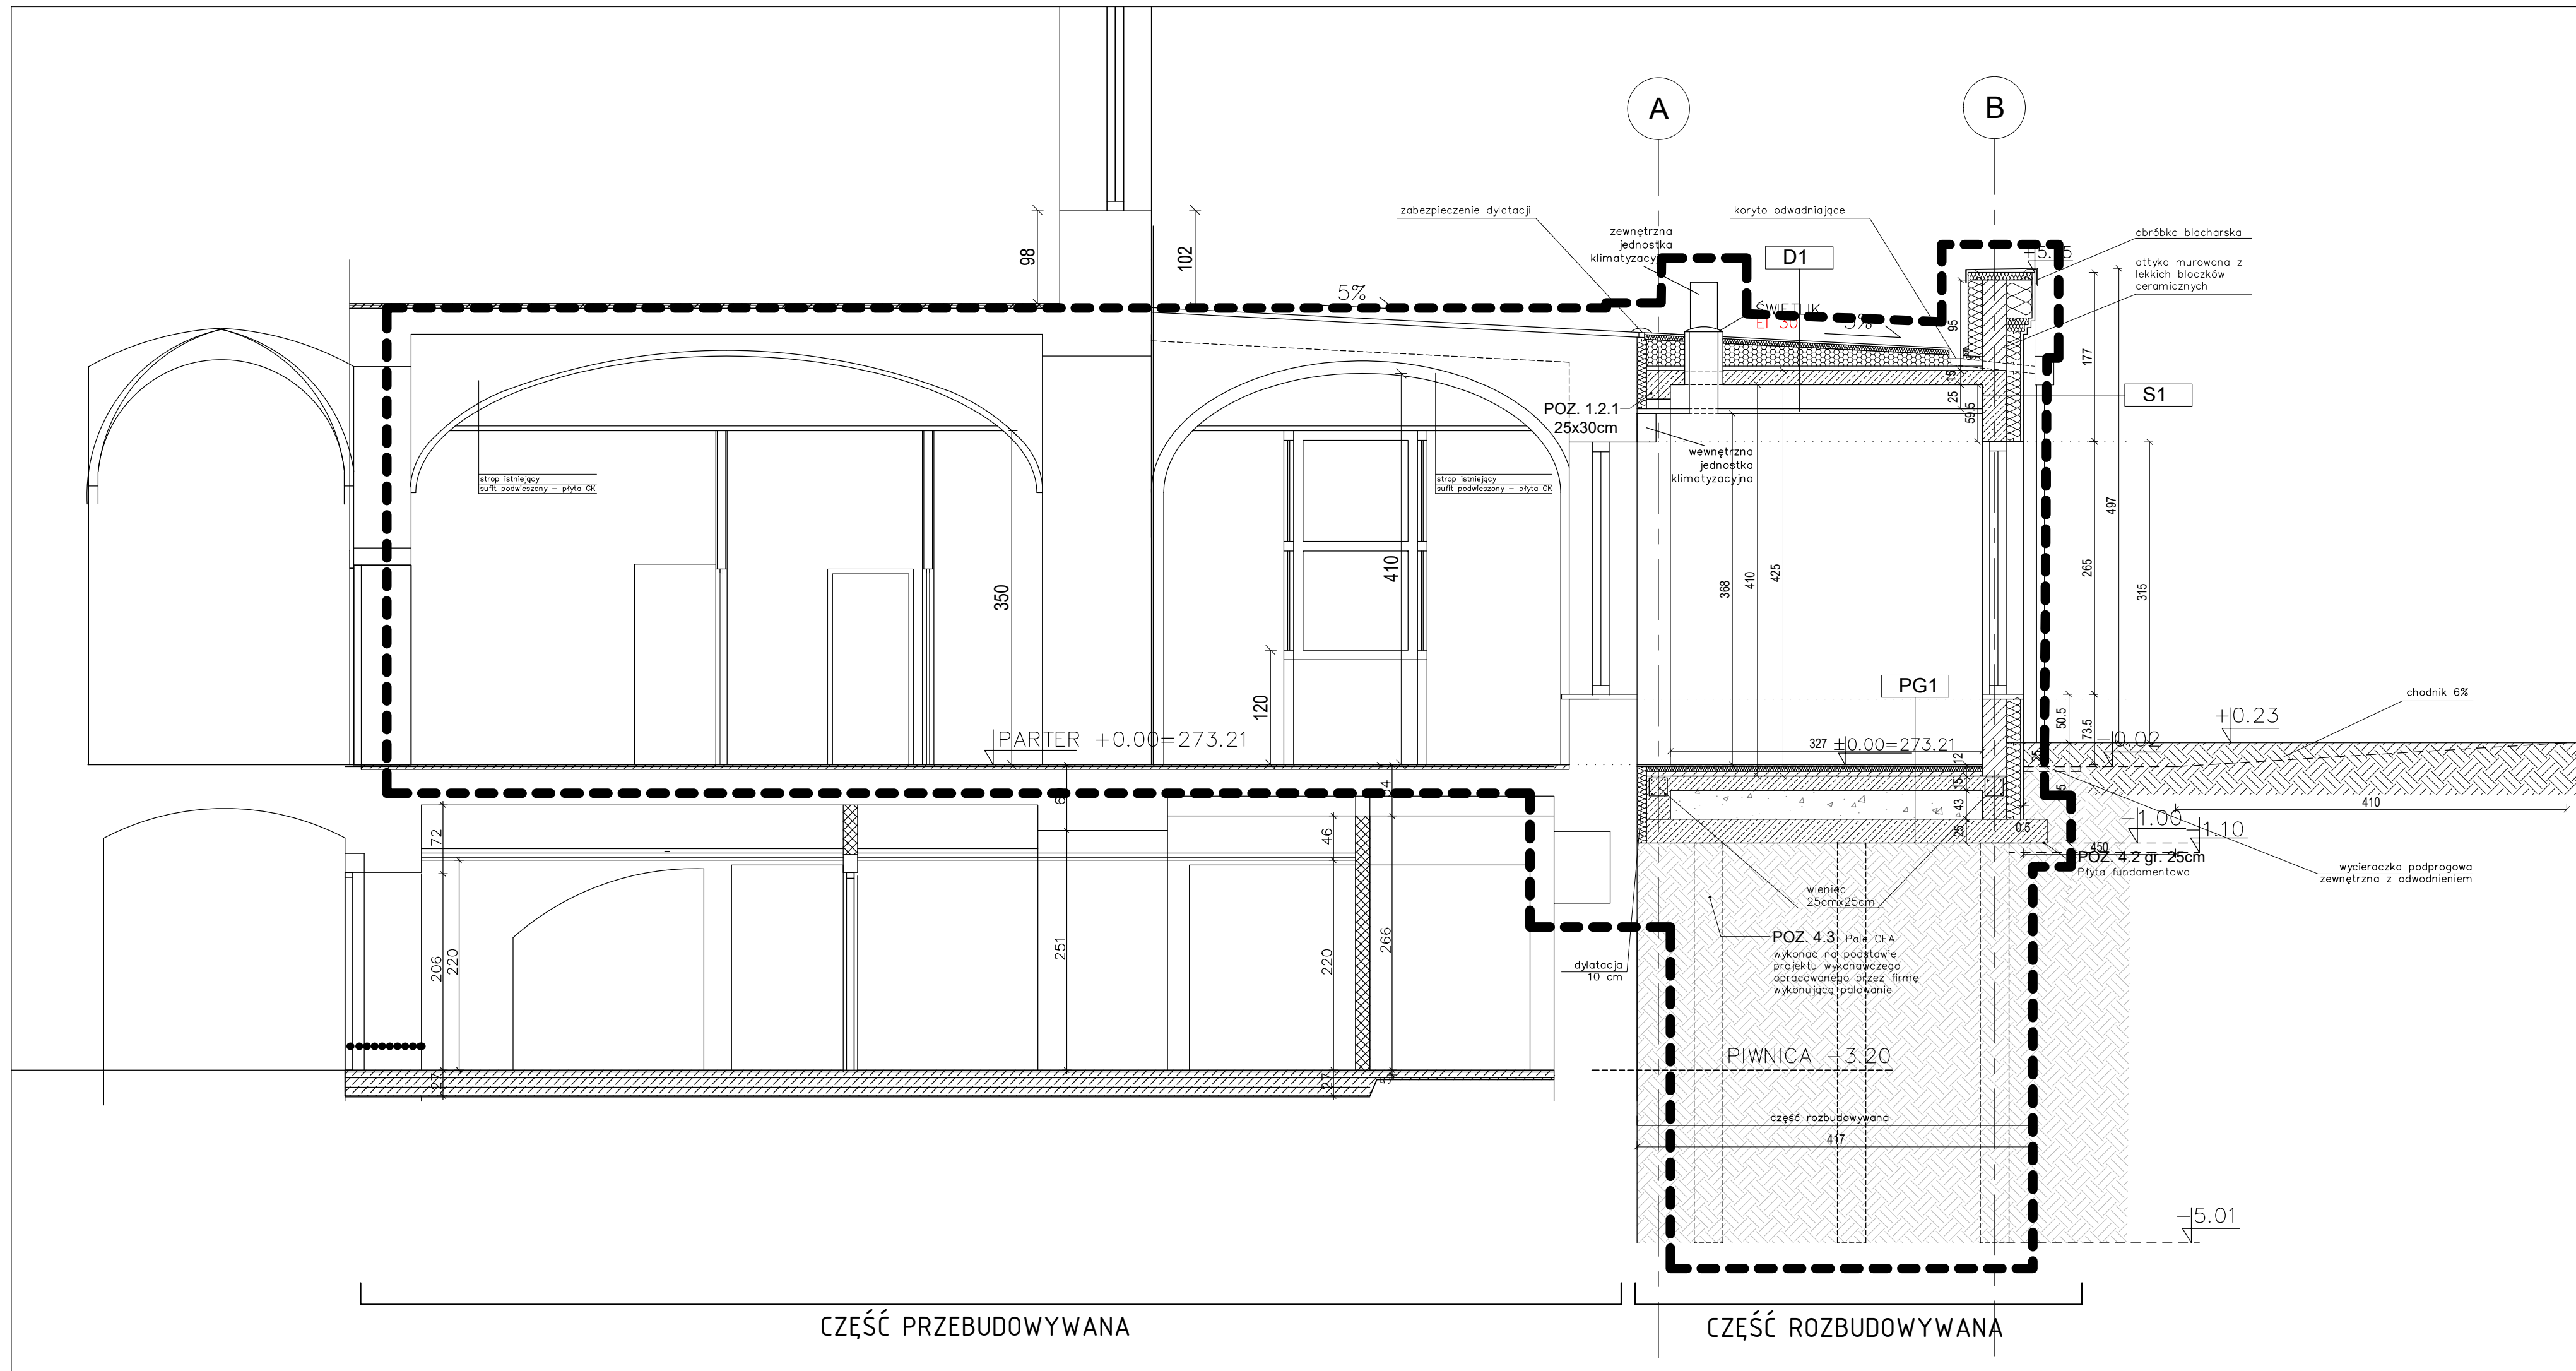 A
B
zabezpieczenie dylatacji
koryto odwadniające
zewnętrzna
jednostka
D1
obróbka blacharska
attyka murowana z
lekkich bloczków
ceramicznych
98
102
5%
ŚWIETLIK
EI 30
5%
95
177
15
25
59.5
S1
POZ. 1.2.1
25x30cm
wewnętrzna
jednostka
klimatyzacyjna
strop istniejący
sufit podwieszony – płyta GK
strop istniejący
sufit podwieszony – płyta GK
497
350
410
368
410
425
265
315
120
PG1
chodnik 6%
+0.23
50.5
73.5
PARTER +0.00=273.21
327
±0.00=273.21
-0.02
12
25
15
43
25
410
-1.00
-1.10
0.5
450
POZ. 4.2 gr. 25cm
Płyta fundamentowa
wycieraczka podprogowa
zewnętrzna z odwodnieniem
72
46
wieniec
25cmx25cm
206
220
251
220
266
POZ. 4.3 Pale CFA
wykonać na podstawie
projektu wykonawczego
opracowanego przez firmę
wykonującą palowanie
dylatacja
10 cm
PIWNICA -3.20
27
27
5
część rozbudowywana
417
-5.01
CZĘŚĆ PRZEBUDOWYWANA
CZĘŚĆ ROZBUDOWYWANA